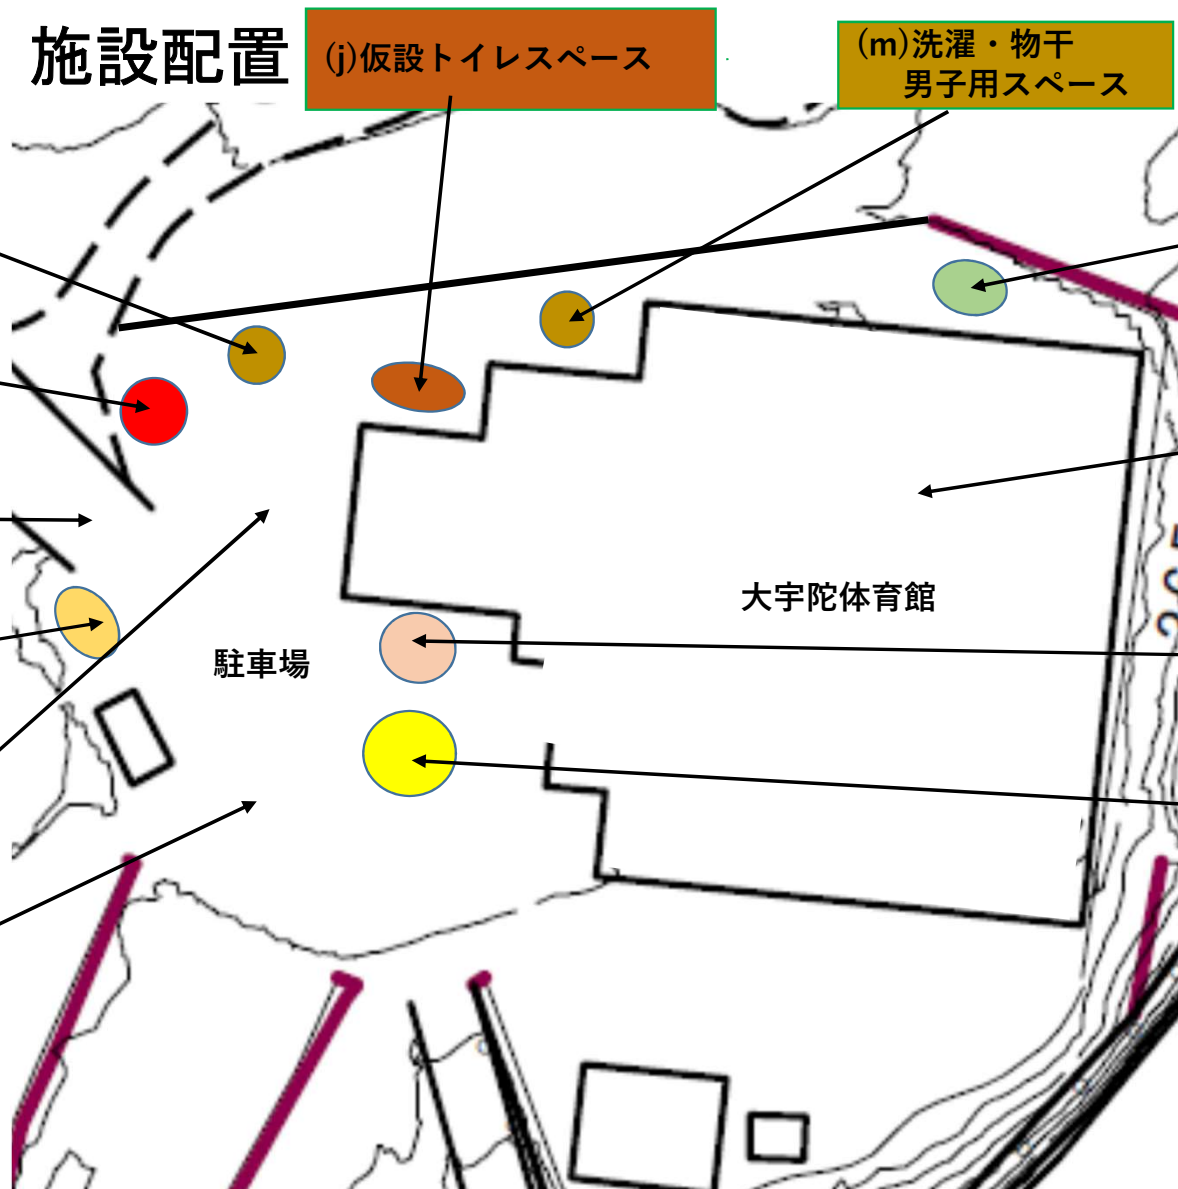 施設配置
(j)仮設トイレスペース
(m)洗濯・物干
男子用スペース
大宇陀体育館
駐車場